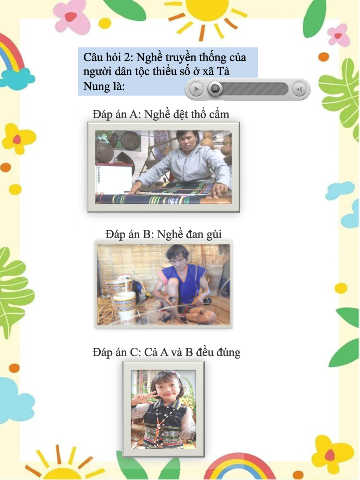 Câu hỏi 2: Nghề truyền thống của
người dân tộc thiểu số ở xã Tà
Nung là:
Đáp án A: Nghề dệt thổ cẩm
Đáp án B: Nghề đan gùi
Đáp án C: Cả A và B đều đúng